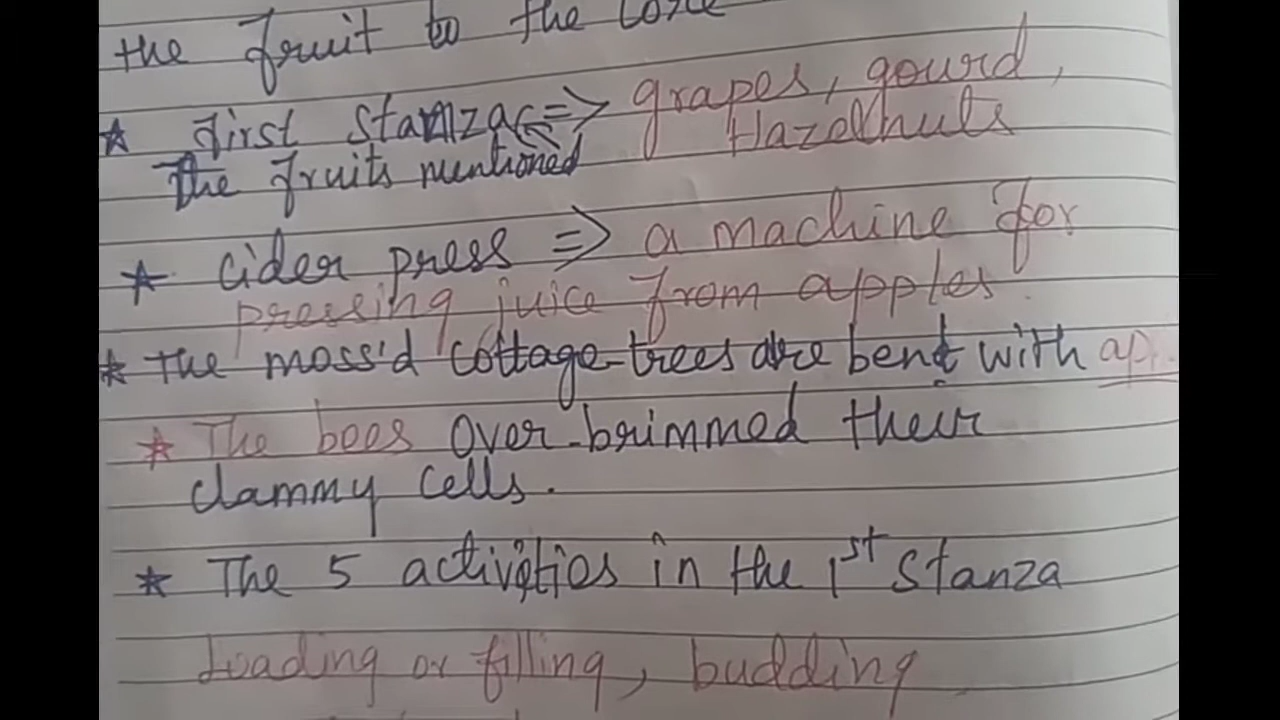 the fruit to the core
★ first stanza => grapes, gourd,
Hazelnuts
The fruits mentioned
★ cider press => a machine for
pressing juice from apples.
★ The moss'd cottage-trees are bent with
★ The bees over-brimmed their
clammy cells.
★ The 5 activities in the 1st stanza
Loading or filling, budding